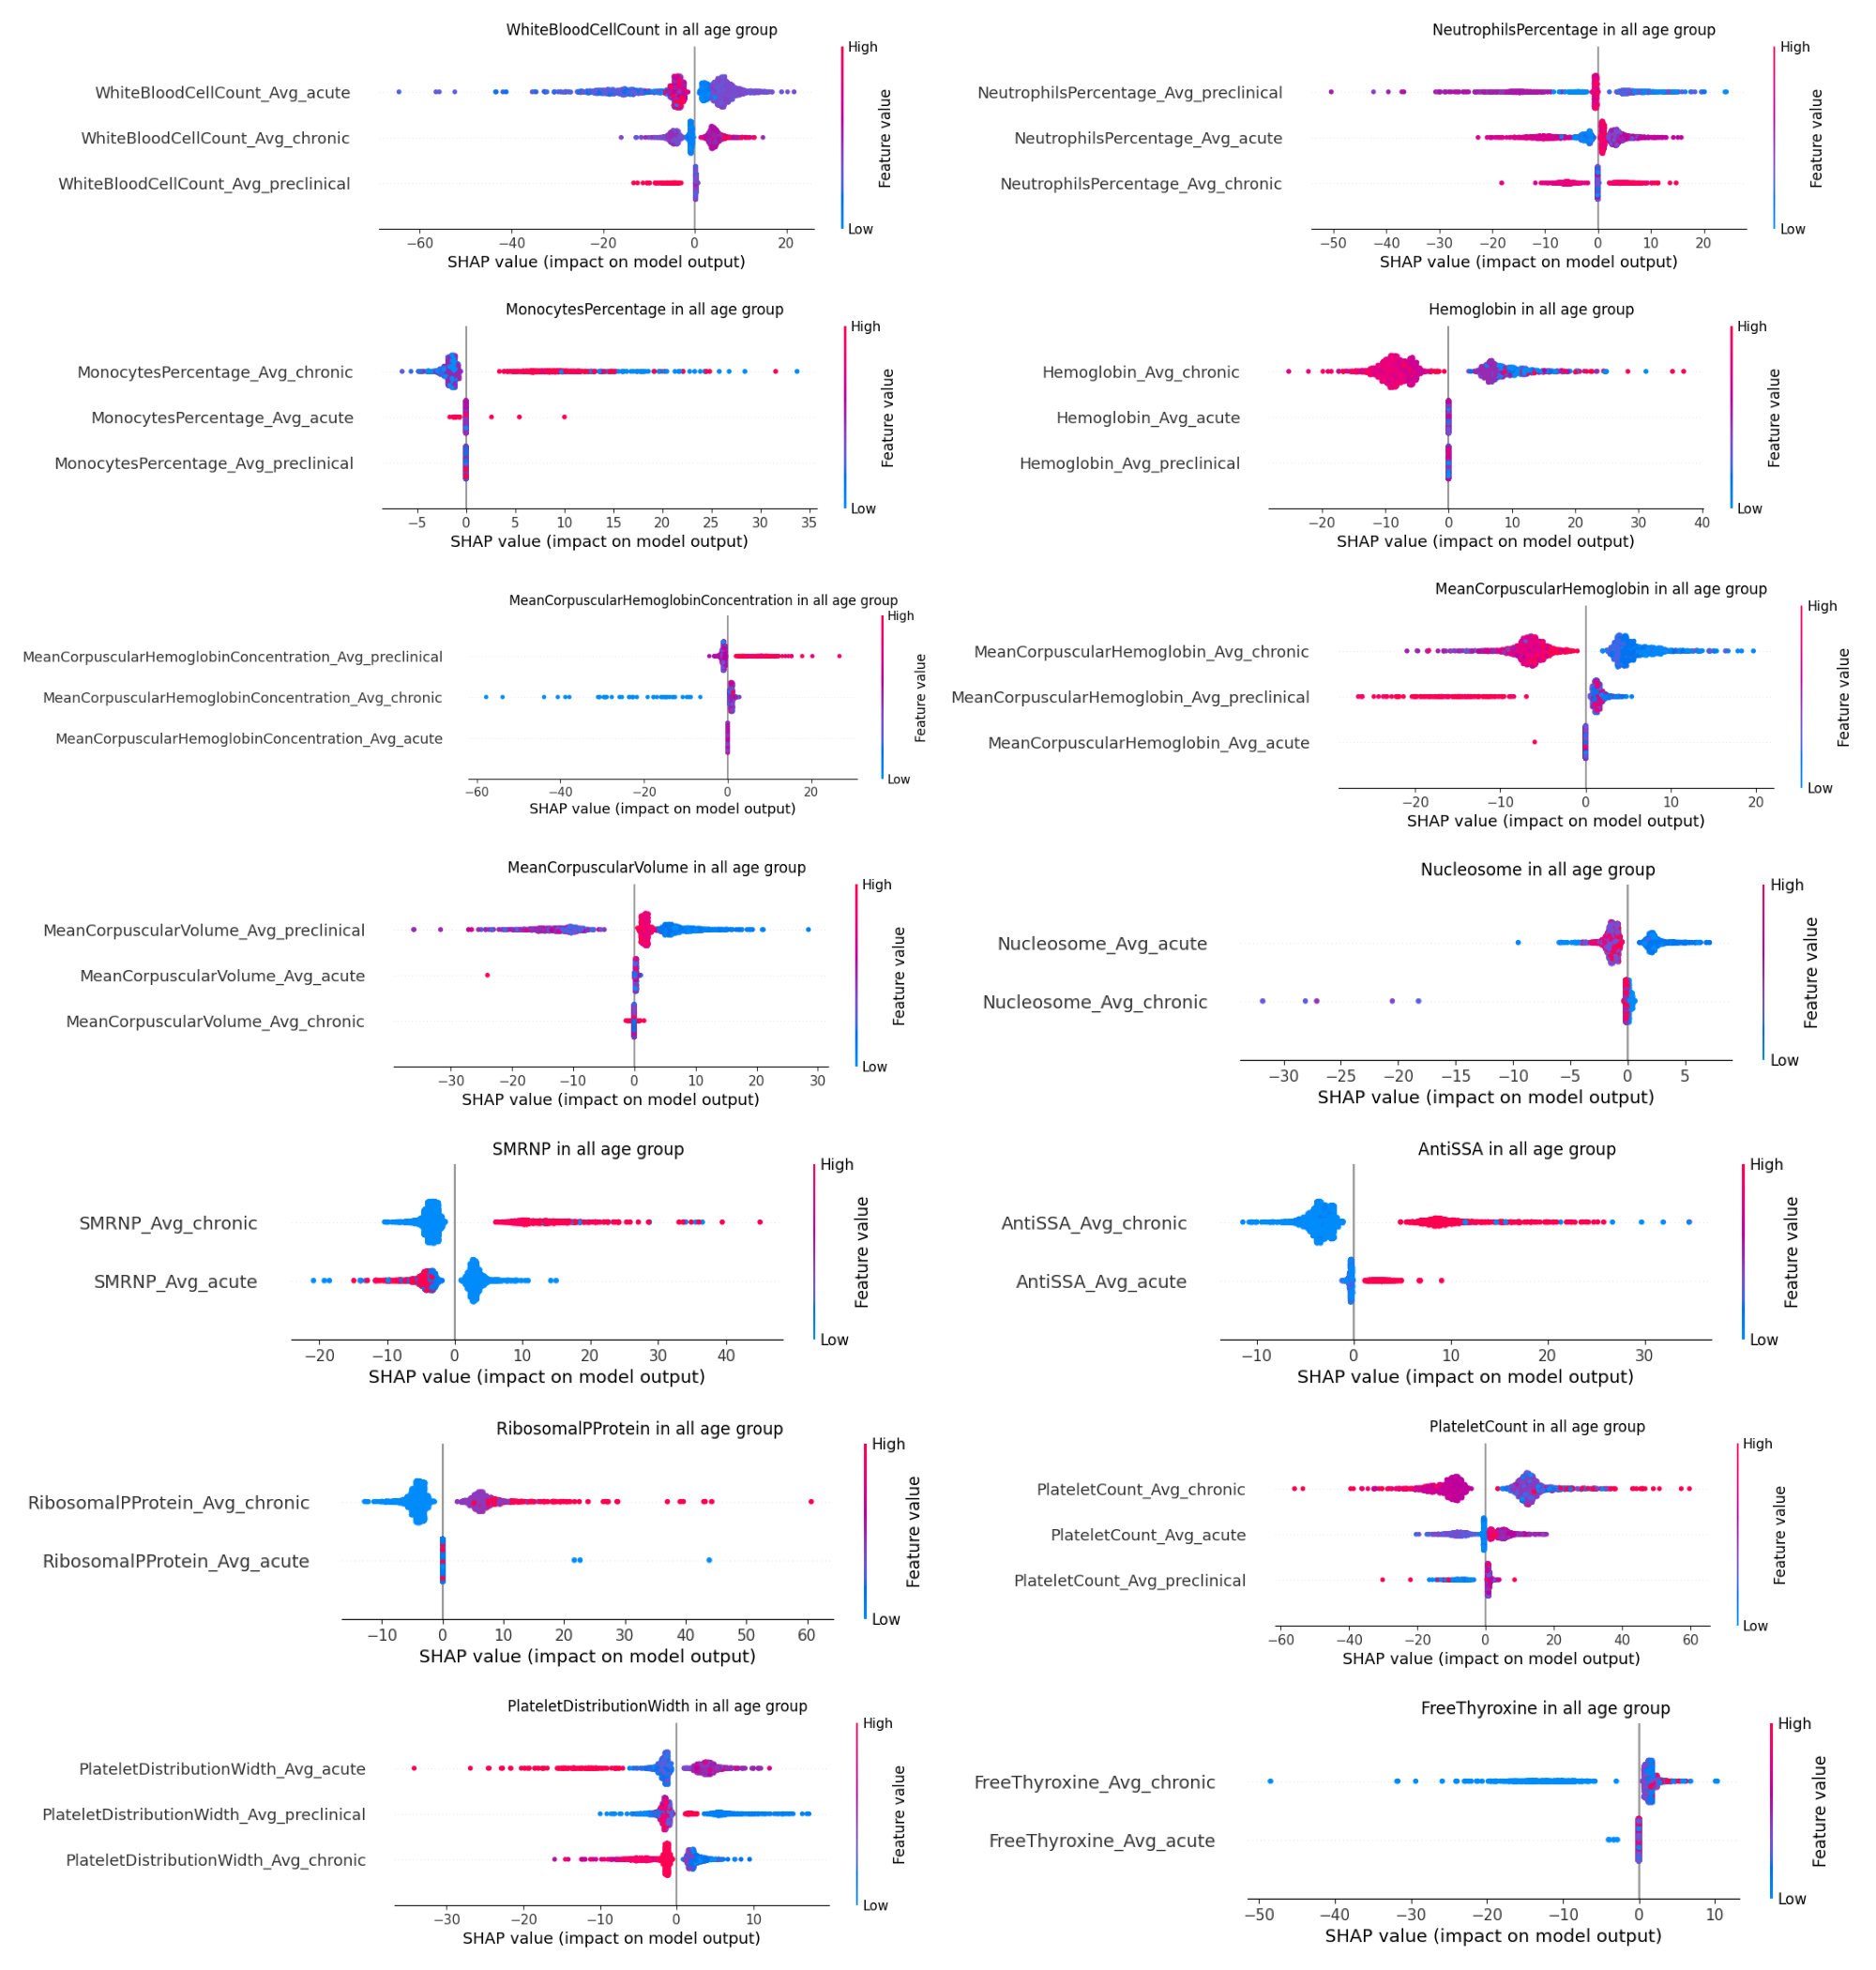 WhiteBloodCellCount in all age group
High
WhiteBloodCellCount_Avg_acute
WhiteBloodCellCount_Avg_chronic
WhiteBloodCellCount_Avg_preclinical
Feature value
Low
−60 −40 −20 0 20
SHAP value (impact on model output)
NeutrophilsPercentage in all age group
High
NeutrophilsPercentage_Avg_preclinical
NeutrophilsPercentage_Avg_acute
NeutrophilsPercentage_Avg_chronic
Feature value
Low
−50 −40 −30 −20 −10 0 10 20
SHAP value (impact on model output)
MonocytesPercentage in all age group
High
MonocytesPercentage_Avg_chronic
MonocytesPercentage_Avg_acute
MonocytesPercentage_Avg_preclinical
Feature value
Low
−5 0 5 10 15 20 25 30 35
SHAP value (impact on model output)
Hemoglobin in all age group
High
Hemoglobin_Avg_chronic
Hemoglobin_Avg_acute
Hemoglobin_Avg_preclinical
Feature value
Low
−20 −10 0 10 20 30 40
SHAP value (impact on model output)
MeanCorpuscularHemoglobinConcentration in all age group
High
MeanCorpuscularHemoglobinConcentration_Avg_preclinical
MeanCorpuscularHemoglobinConcentration_Avg_chronic
MeanCorpuscularHemoglobinConcentration_Avg_acute
Feature value
Low
−60 −40 −20 0 20
SHAP value (impact on model output)
MeanCorpuscularHemoglobin in all age group
High
MeanCorpuscularHemoglobin_Avg_chronic
MeanCorpuscularHemoglobin_Avg_preclinical
MeanCorpuscularHemoglobin_Avg_acute
Feature value
Low
−20 −10 0 10 20
SHAP value (impact on model output)
MeanCorpuscularVolume in all age group
High
MeanCorpuscularVolume_Avg_preclinical
MeanCorpuscularVolume_Avg_acute
MeanCorpuscularVolume_Avg_chronic
Feature value
Low
−30 −20 −10 0 10 20 30
SHAP value (impact on model output)
Nucleosome in all age group
High
Nucleosome_Avg_acute
Nucleosome_Avg_chronic
Feature value
Low
−30 −25 −20 −15 −10 −5 0 5
SHAP value (impact on model output)
SMRNP in all age group
High
SMRNP_Avg_chronic
SMRNP_Avg_acute
Feature value
Low
−20 −10 0 10 20 30 40
SHAP value (impact on model output)
AntiSSA in all age group
High
AntiSSA_Avg_chronic
AntiSSA_Avg_acute
Feature value
Low
−10 0 10 20 30
SHAP value (impact on model output)
RibosomalPProtein in all age group
High
RibosomalPProtein_Avg_chronic
RibosomalPProtein_Avg_acute
Feature value
Low
−10 0 10 20 30 40 50 60
SHAP value (impact on model output)
PlateletCount in all age group
High
PlateletCount_Avg_chronic
PlateletCount_Avg_acute
PlateletCount_Avg_preclinical
Feature value
Low
−60 −40 −20 0 20 40 60
SHAP value (impact on model output)
PlateletDistributionWidth in all age group
High
PlateletDistributionWidth_Avg_acute
PlateletDistributionWidth_Avg_preclinical
PlateletDistributionWidth_Avg_chronic
Feature value
Low
−30 −20 −10 0 10
SHAP value (impact on model output)
FreeThyroxine in all age group
High
FreeThyroxine_Avg_chronic
FreeThyroxine_Avg_acute
Feature value
Low
−50 −40 −30 −20 −10 0 10
SHAP value (impact on model output)